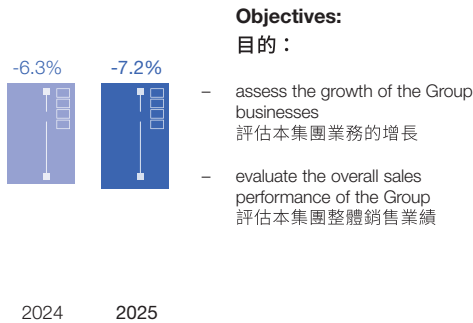 Objectives:
目的：
-6.3%
-7.2%
– assess the growth of the Group
businesses
評估本集團業務的增長
– evaluate the overall sales
performance of the Group
評估本集團整體銷售業績
2024
2025